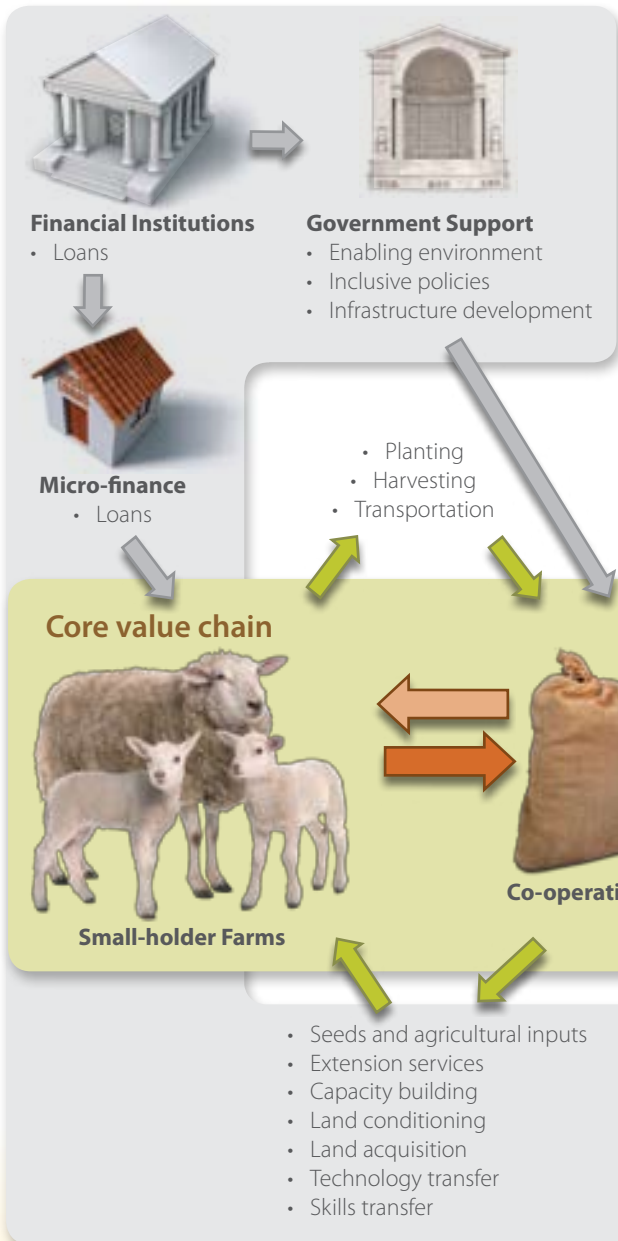 Financial Institutions
• Loans
Government Support
• Enabling environment
• Inclusive policies
• Infrastructure development
Micro-finance
• Loans
• Planting
• Harvesting
• Transportation
Core value chain
Small-holder Farms
Co-operati
• Seeds and agricultural inputs
• Extension services
• Capacity building
• Land conditioning
• Land acquisition
• Technology transfer
• Skills transfer